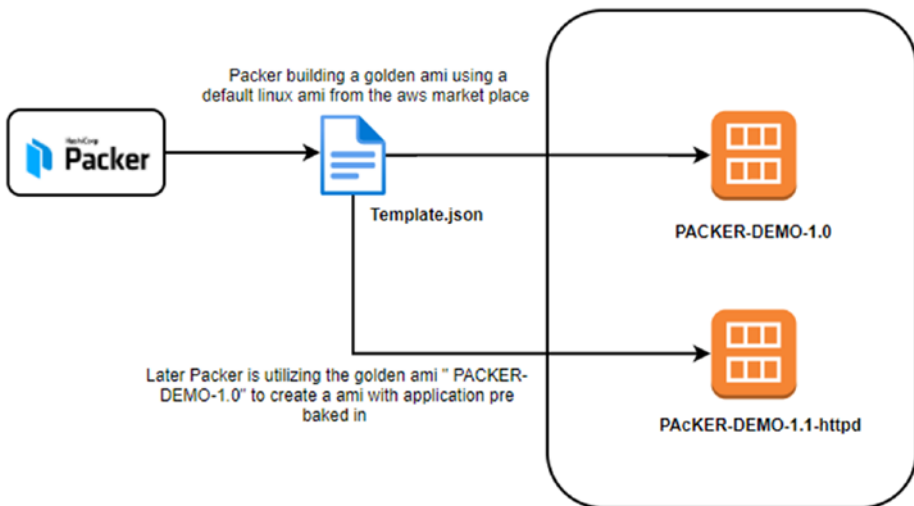 Packer building a golden ami using a
default linux ami from the aws market place
HashiCorp
Packer
Template.json
PACKER-DEMO-1.0
Later Packer is utilizing the golden ami " PACKER-
DEMO-1.0" to create a ami with application pre
baked in
PAcKER-DEMO-1.1-httpd